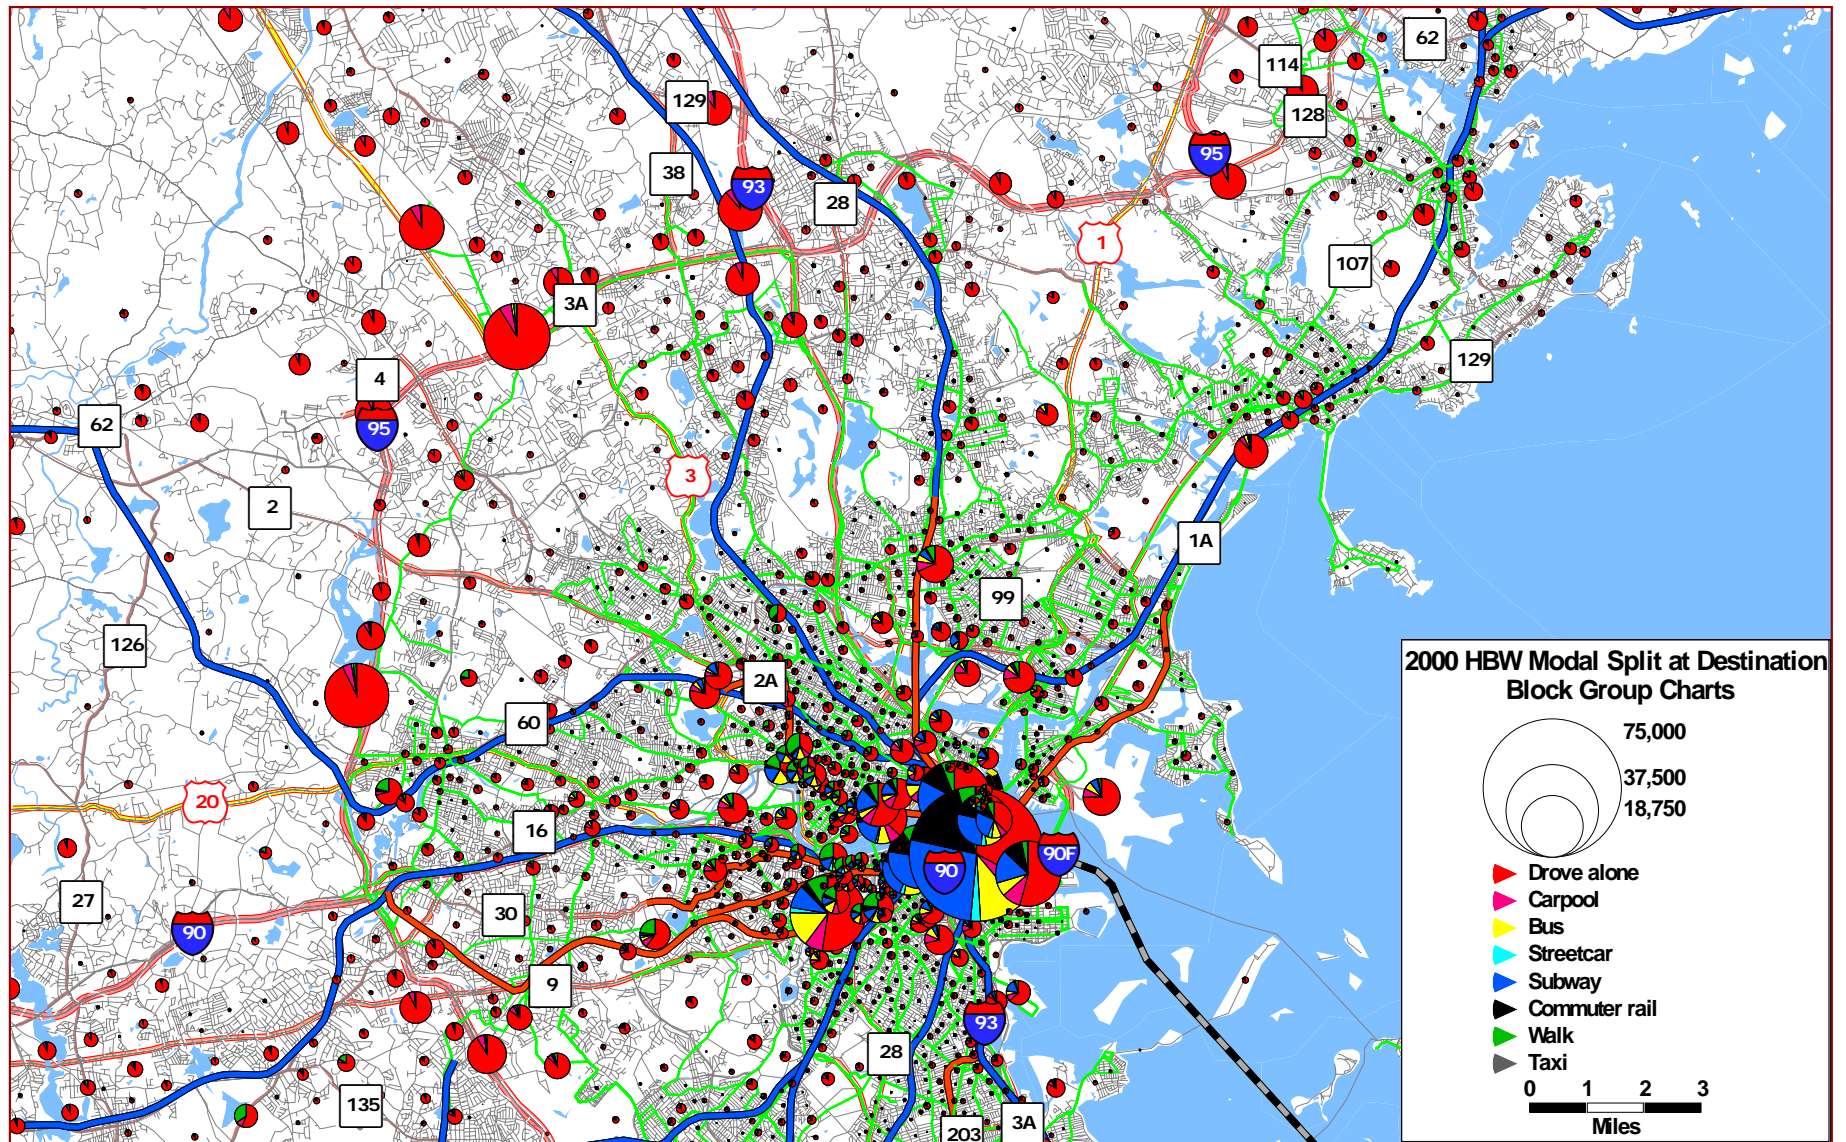 62
114
129
128
95
38
93
28
1
107
3A
4
129
62
95
3
2
1A
99
126
2A
60
20
16
90F
90
27
30
90
9
93
28
135
3A
203
2000 HBW Modal Split at Destination
Block Group Charts
75,000
37,500
18,750
Drove alone
Carpool
Bus
Streetcar
Subway
Commuter rail
Walk
Taxi
0 1 2 3
Miles